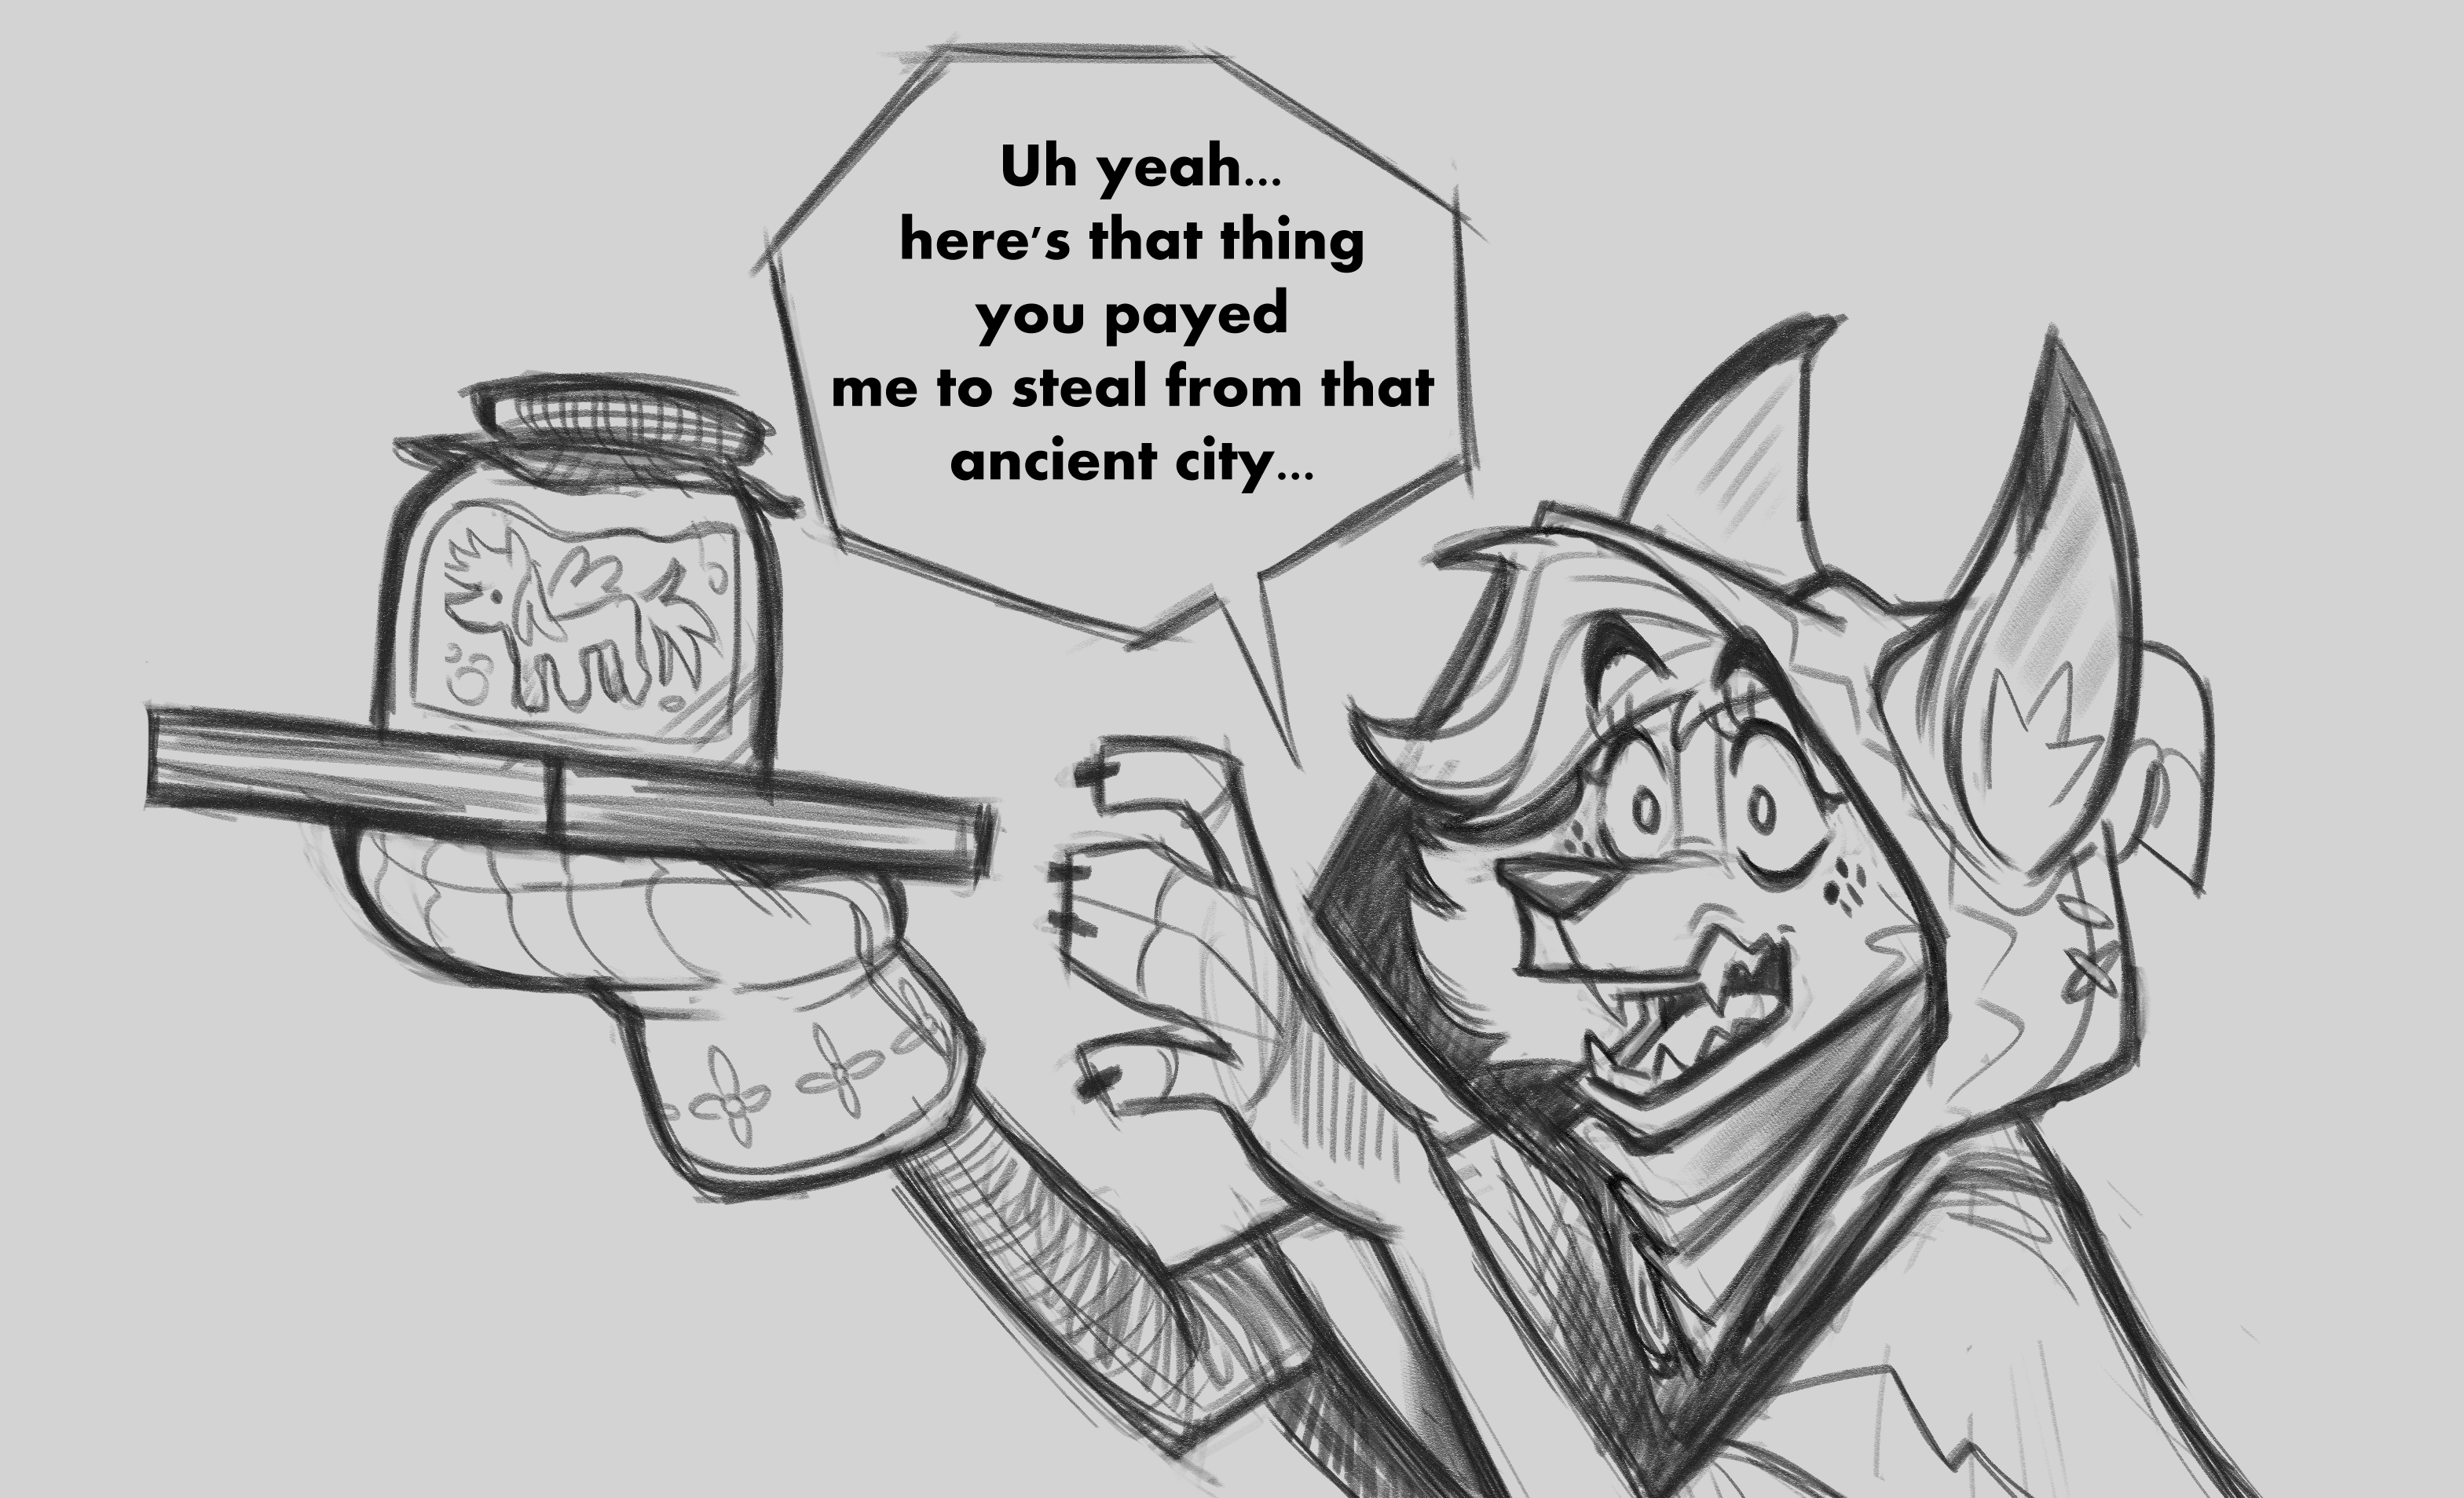 Uh yeah...
here's that thing
you payed
me to steal from that
ancient city...